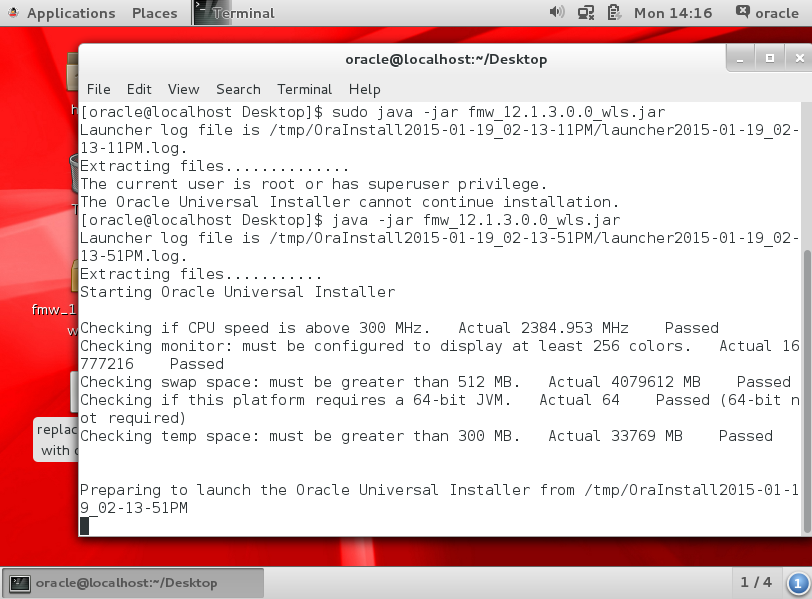 Applications Places Terminal Mon 14:16 oracle
oracle@localhost:~/Desktop
File Edit View Search Terminal Help
[oracle@localhost Desktop]$ sudo java -jar fmw_12.1.3.0.0_wls.jar
Launcher log file is /tmp/OraInstall2015-01-19_02-13-11PM/launcher2015-01-19_02-
13-11PM.log.
Extracting files..............
The current user is root or has superuser privilege.
The Oracle Universal Installer cannot continue installation.
[oracle@localhost Desktop]$ java -jar fmw_12.1.3.0.0_wls.jar
Launcher log file is /tmp/OraInstall2015-01-19_02-13-51PM/launcher2015-01-19_02-
13-51PM.log.
Extracting files...........
Starting Oracle Universal Installer
Checking if CPU speed is above 300 MHz.   Actual 2384.953 MHz    Passed
Checking monitor: must be configured to display at least 256 colors.   Actual 16
777216    Passed
Checking swap space: must be greater than 512 MB.   Actual 4079612 MB    Passed
Checking if this platform requires a 64-bit JVM.   Actual 64    Passed (64-bit n
ot required)
Checking temp space: must be greater than 300 MB.   Actual 33769 MB    Passed
Preparing to launch the Oracle Universal Installer from /tmp/OraInstall2015-01-1
9_02-13-51PM
fmw_1
replac
with
oracle@localhost:~/Desktop 1 / 4 1